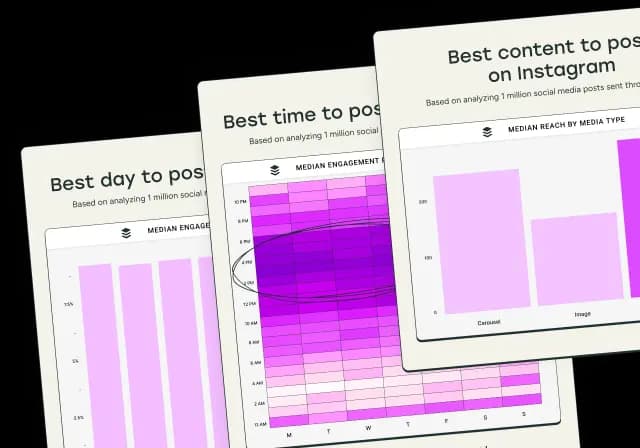 Best day to pos
Based on analyzing 1 million social
MEDIAN ENGAGE
7.5%
5%
2.5%
Best time to pos
Based on analyzing 1 million social
MEDIAN ENGAGEMENT
10 PM
8 PM
6 PM
4 PM
2 PM
12 PM
10 AM
8 AM
6 AM
4 AM
2 AM
12 AM
M T W T F S S
Best content to pos
on Instagram
Based on analyzing 1 million social media posts sent thro
MEDIAN REACH BY MEDIA TYPE
200
100
0
Carousel
Image